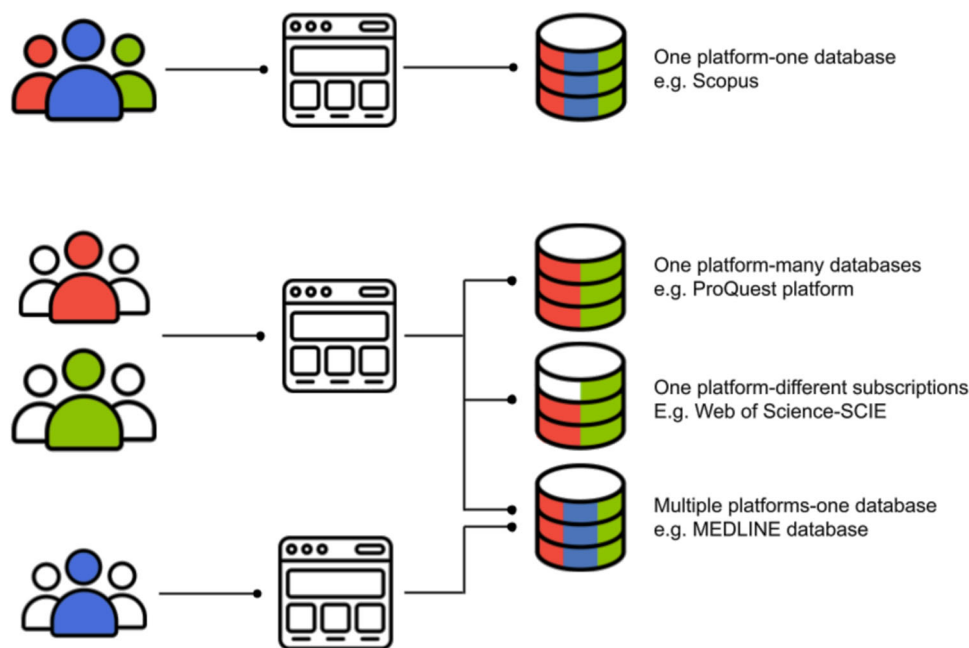 One platform-one database
e.g. Scopus
One platform-many databases
e.g. ProQuest platform
One platform-different subscriptions
E.g. Web of Science-SCIE
Multiple platforms-one database
e.g. MEDLINE database